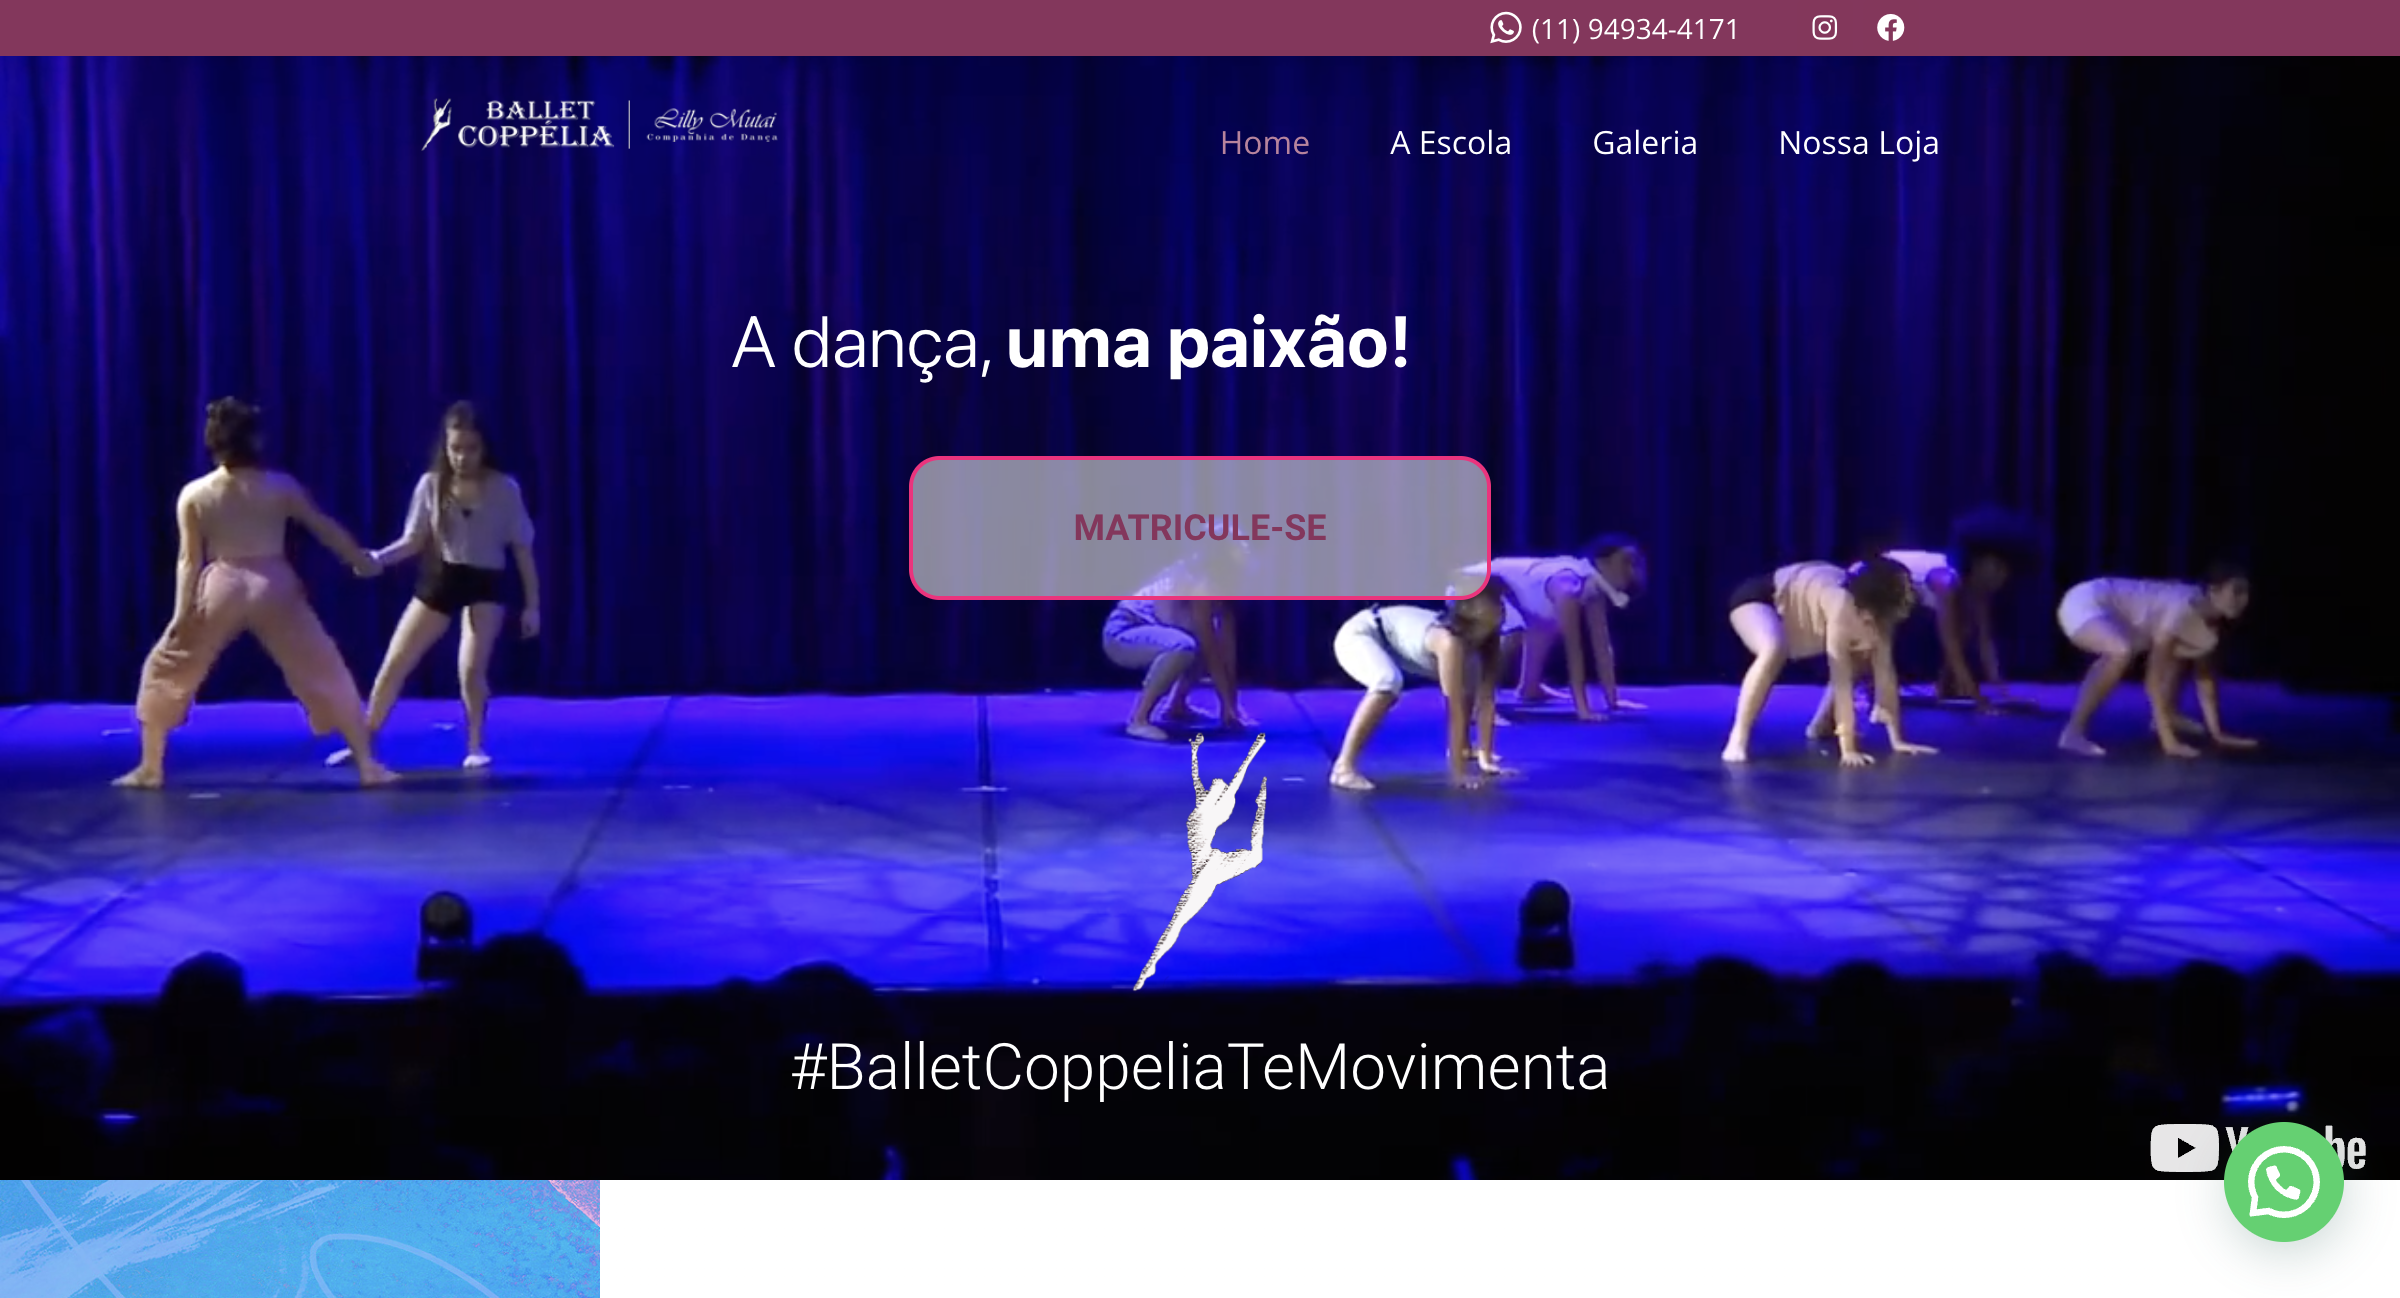 (11) 94934-4171
BALLET
COPPÉLIA
Lilly Mutai
Companhia de Dança
Home
A Escola
Galeria
Nossa Loja
A dança, uma paixão!
MATRICULE-SE
#BalletCoppeliaTeMovimenta